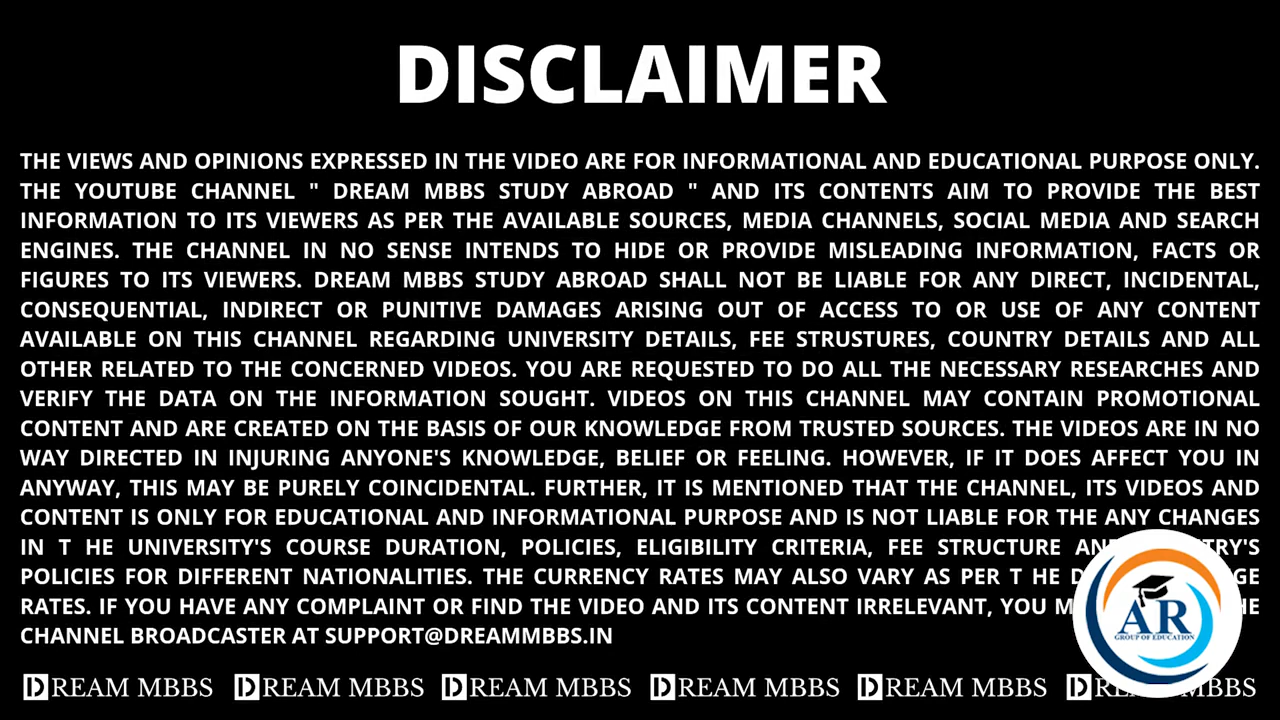 DISCLAIMER
THE VIEWS AND OPINIONS EXPRESSED IN THE VIDEO ARE FOR INFORMATIONAL AND EDUCATIONAL PURPOSE ONLY.
THE YOUTUBE CHANNEL " DREAM MBBS STUDY ABROAD " AND ITS CONTENTS AIM TO PROVIDE THE BEST
INFORMATION TO ITS VIEWERS AS PER THE AVAILABLE SOURCES, MEDIA CHANNELS, SOCIAL MEDIA AND SEARCH
ENGINES. THE CHANNEL IN NO SENSE INTENDS TO HIDE OR PROVIDE MISLEADING INFORMATION, FACTS OR
FIGURES TO ITS VIEWERS. DREAM MBBS STUDY ABROAD SHALL NOT BE LIABLE FOR ANY DIRECT, INCIDENTAL,
CONSEQUENTIAL, INDIRECT OR PUNITIVE DAMAGES ARISING OUT OF ACCESS TO OR USE OF ANY CONTENT
AVAILABLE ON THIS CHANNEL REGARDING UNIVERSITY DETAILS, FEE STRUSTURES, COUNTRY DETAILS AND ALL
OTHER RELATED TO THE CONCERNED VIDEOS. YOU ARE REQUESTED TO DO ALL THE NECESSARY RESEARCHES AND
VERIFY THE DATA ON THE INFORMATION SOUGHT. VIDEOS ON THIS CHANNEL MAY CONTAIN PROMOTIONAL
CONTENT AND ARE CREATED ON THE BASIS OF OUR KNOWLEDGE FROM TRUSTED SOURCES. THE VIDEOS ARE IN NO
WAY DIRECTED IN INJURING ANYONE'S KNOWLEDGE, BELIEF OR FEELING. HOWEVER, IF IT DOES AFFECT YOU IN
ANYWAY, THIS MAY BE PURELY COINCIDENTAL. FURTHER, IT IS MENTIONED THAT THE CHANNEL, ITS VIDEOS AND
CONTENT IS ONLY FOR EDUCATIONAL AND INFORMATIONAL PURPOSE AND IS NOT LIABLE FOR THE ANY CHANGES
IN T HE UNIVERSITY'S COURSE DURATION, POLICIES, ELIGIBILITY CRITERIA, FEE STRUCTURE
POLICIES FOR DIFFERENT NATIONALITIES. THE CURRENCY RATES MAY ALSO VARY AS PER T HE
RATES. IF YOU HAVE ANY COMPLAINT OR FIND THE VIDEO AND ITS CONTENT IRRELEVANT, YOU
CHANNEL BROADCASTER AT SUPPORT@DREAMMBBS.IN
AR
GROUP OF EDUCATION
DREAM MBBS DREAM MBBS DREAM MBBS DREAM MBBS DREAM MBBS